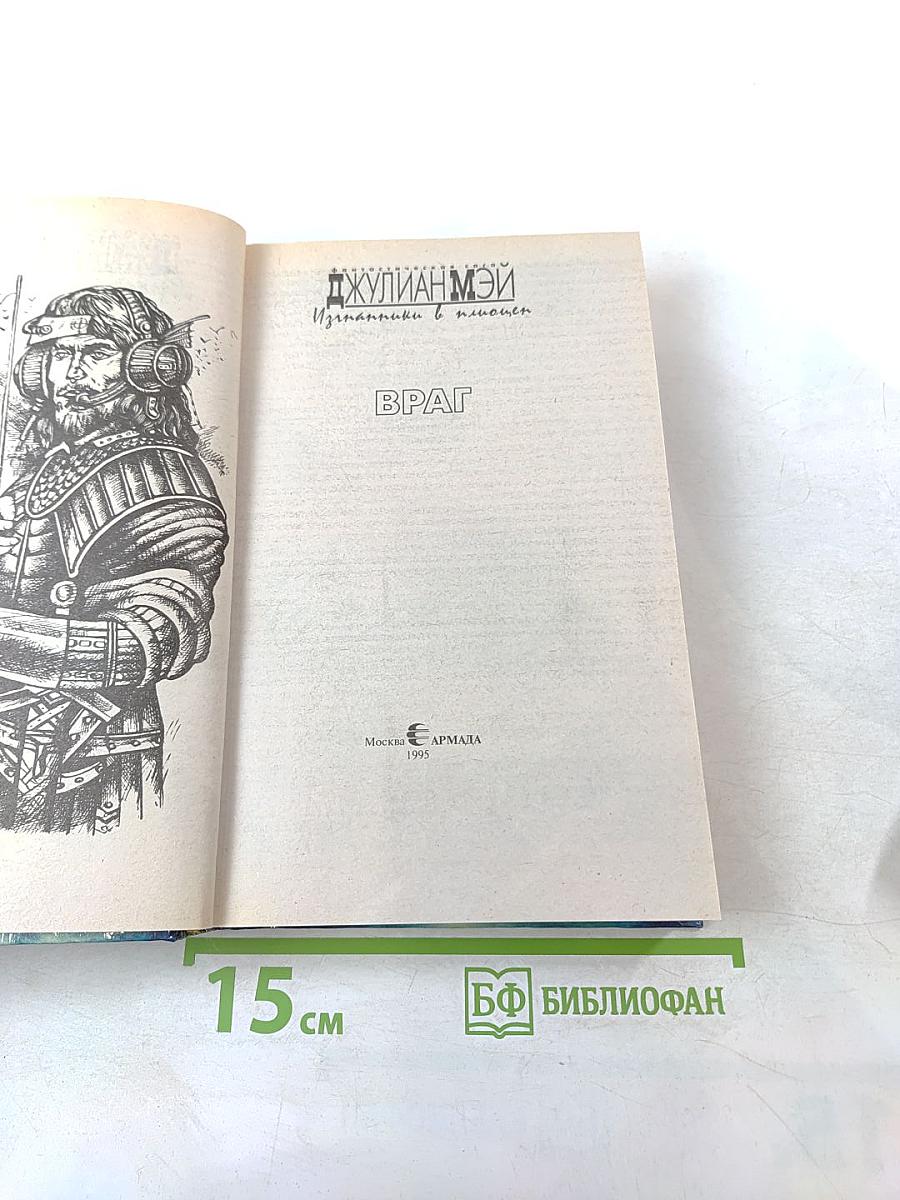 фантастическая сага
ДЖУЛИАН МЭЙ
Изгнанники в плиоцен
ВРАГ
Москва АРМАДА
1995
15 см
БФ БИБЛИОФАН